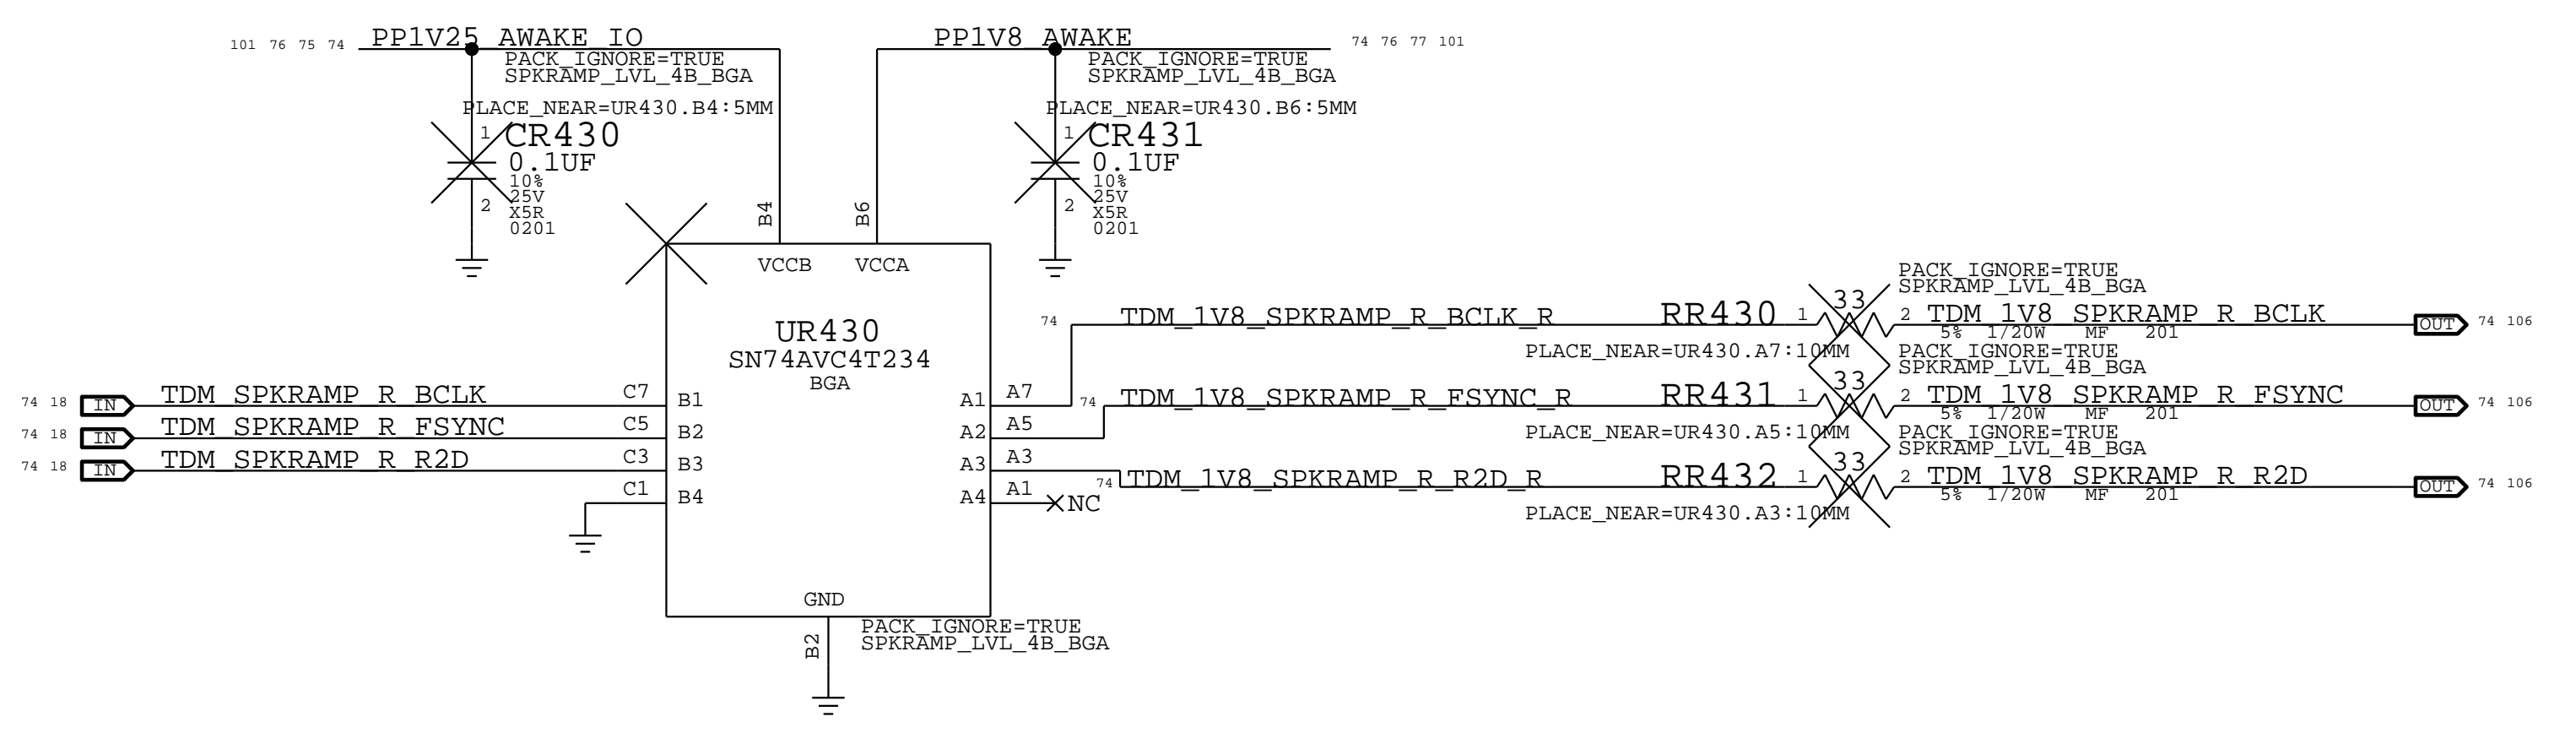 101 76 75 74 PP1V25_AWAKE_IO
PACK_IGNORE=TRUE
SPKRAMP_LVL_4B_BGA
PLACE_NEAR=UR430.B4:5MM
1 CR430
0.1UF
10%
25V
X5R
0201
2
B4
PP1V8_AWAKE 74 76 77 101
PACK_IGNORE=TRUE
SPKRAMP_LVL_4B_BGA
PLACE_NEAR=UR430.B6:5MM
1 CR431
0.1UF
10%
25V
X5R
0201
2
B6
VCCB VCCA
UR430
SN74AVC4T234
BGA
74 18 IN TDM_SPKRAMP_R_BCLK C7 B1
74 18 IN TDM_SPKRAMP_R_FSYNC C5 B2
74 18 IN TDM_SPKRAMP_R_R2D C3 B3
C1 B4
A1 A7
A2 A5
A3 A3
A4 A1 NC
GND
B2
PACK_IGNORE=TRUE
SPKRAMP_LVL_4B_BGA
PACK_IGNORE=TRUE
SPKRAMP_LVL_4B_BGA
74 TDM_1V8_SPKRAMP_R_BCLK_R RR430 1 33 2 TDM_1V8_SPKRAMP_R_BCLK OUT 74 106
5% 1/20W MF 201
PLACE_NEAR=UR430.A7:10MM
PACK_IGNORE=TRUE
SPKRAMP_LVL_4B_BGA
74 TDM_1V8_SPKRAMP_R_FSYNC_R RR431 1 33 2 TDM_1V8_SPKRAMP_R_FSYNC OUT 74 106
5% 1/20W MF 201
PLACE_NEAR=UR430.A5:10MM
PACK_IGNORE=TRUE
SPKRAMP_LVL_4B_BGA
74 TDM_1V8_SPKRAMP_R_R2D_R RR432 1 33 2 TDM_1V8_SPKRAMP_R_R2D OUT 74 106
5% 1/20W MF 201
PLACE_NEAR=UR430.A3:10MM